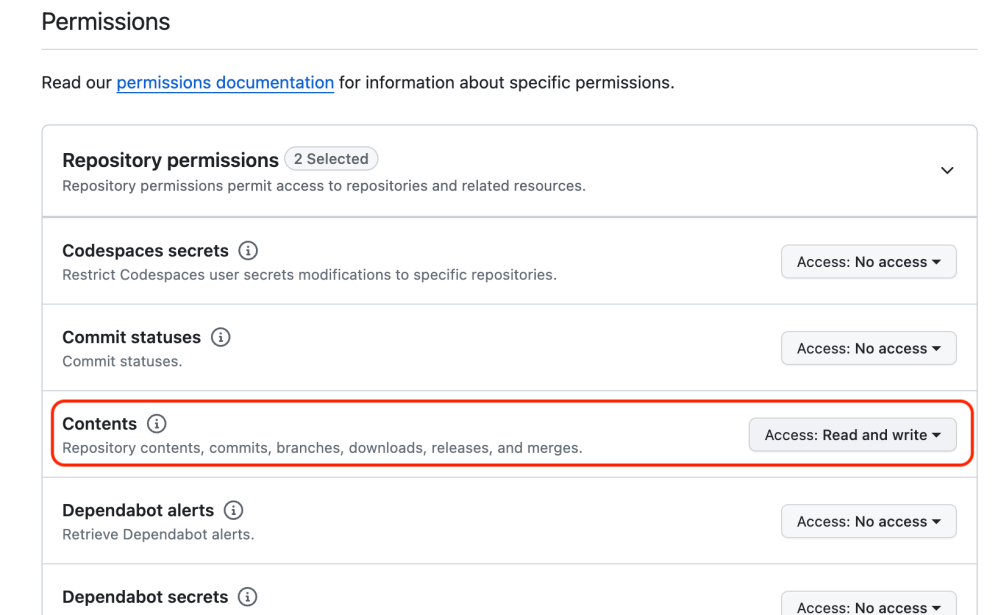 Permissions
Read our permissions documentation for information about specific permissions.
Repository permissions 2 Selected
Repository permissions permit access to repositories and related resources.
Codespaces secrets
Restrict Codespaces user secrets modifications to specific repositories.
Access: No access
Commit statuses
Commit statuses.
Access: No access
Contents
Repository contents, commits, branches, downloads, releases, and merges.
Access: Read and write
Dependabot alerts
Retrieve Dependabot alerts.
Access: No access
Dependabot secrets
Access: No access